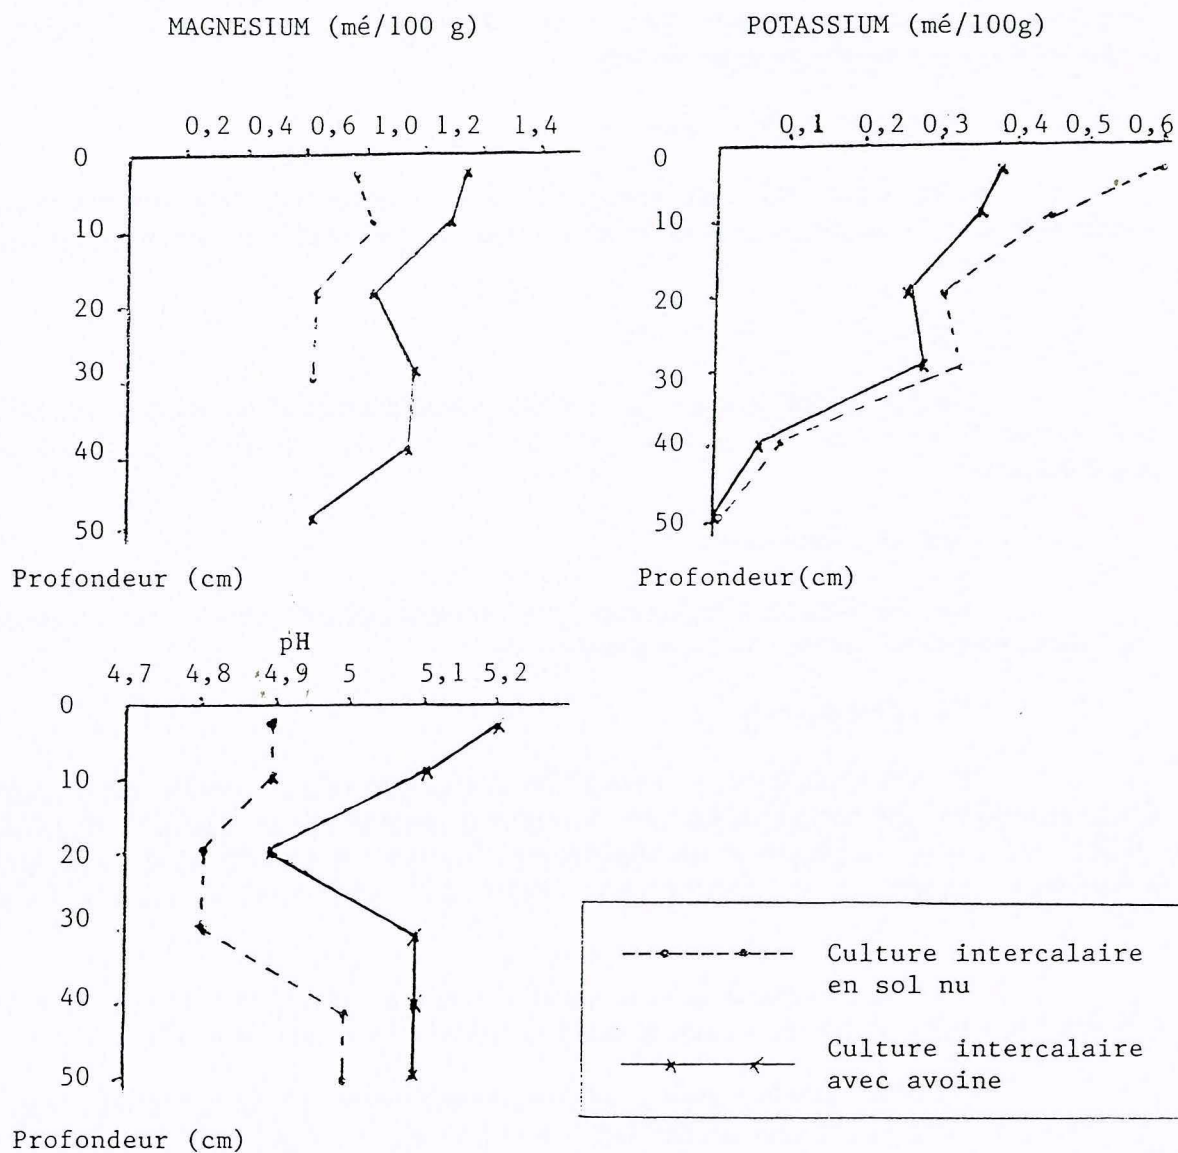 MAGNESIUM (mé/100 g)
0,2 0,4 0,6 1,0 1,2 1,4
0
10
20
30
40
50
Profondeur (cm)
POTASSIUM (mé/100g)
0,1 0,2 0,3 0,4 0,5 0,6
0
10
20
30
40
50
Profondeur(cm)
pH
4,7 4,8 4,9 5 5,1 5,2
0
10
20
30
40
50
Profondeur (cm)
Culture intercalaire
en sol nu
Culture intercalaire
avec avoine